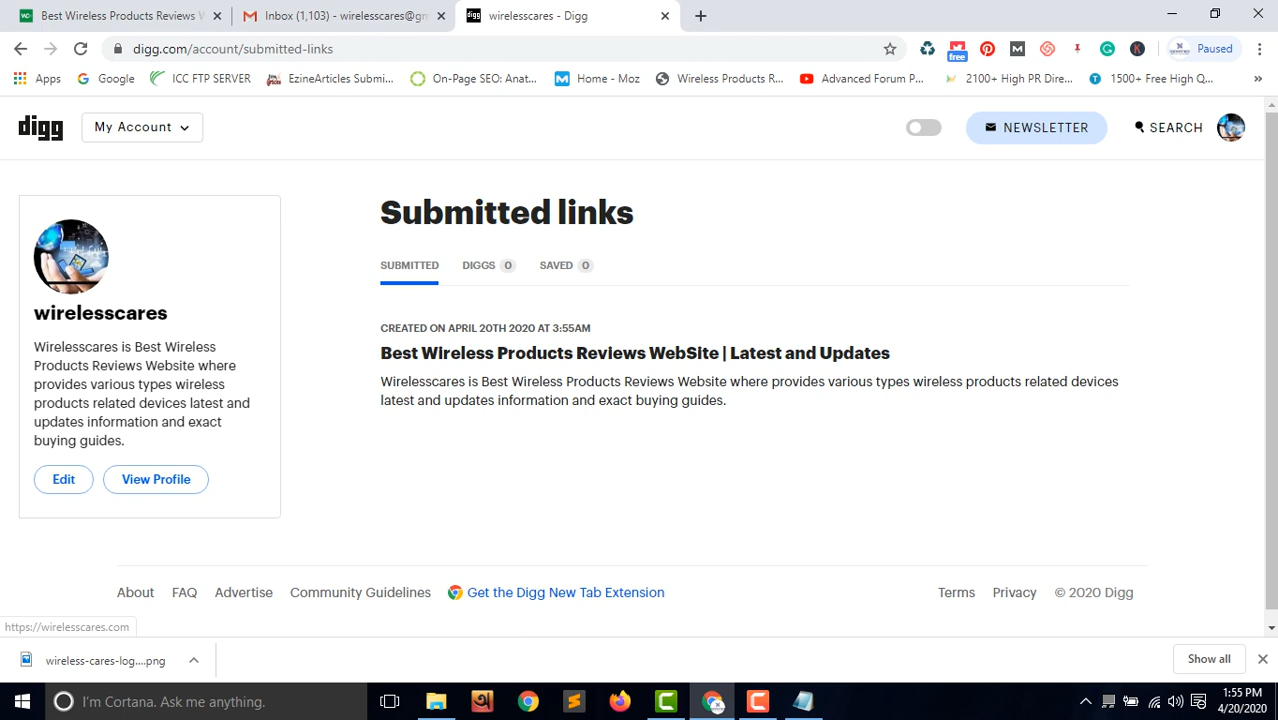 Best Wireless Products Reviews W
Inbox (1,103) - wirelesscares@gm
wirelesscares - Digg
digg.com/account/submitted-links
free
Paused
Apps
Google
ICC FTP SERVER
EzineArticles Submi...
On-Page SEO: Anat...
Home - Moz
Wireless Products R...
Advanced Forum P...
2100+ High PR Dire...
1500+ Free High Q...
»
digg
My Account
NEWSLETTER
SEARCH
wirelesscares
Wirelesscares is Best Wireless
Products Reviews Website where
provides various types wireless
products related devices latest and
updates information and exact
buying guides.
Edit
View Profile
Submitted links
SUBMITTED
DIGGS 0
SAVED 0
CREATED ON APRIL 20TH 2020 AT 3:55AM
Best Wireless Products Reviews WebSite | Latest and Updates
Wirelesscares is Best Wireless Products Reviews Website where provides various types wireless products related devices
latest and updates information and exact buying guides.
About
FAQ
Advertise
Community Guidelines
Get the Digg New Tab Extension
Terms
Privacy
© 2020 Digg
https://wirelesscares.com
wireless-cares-log....png
Show all
I'm Cortana. Ask me anything.
1:55 PM
4/20/2020